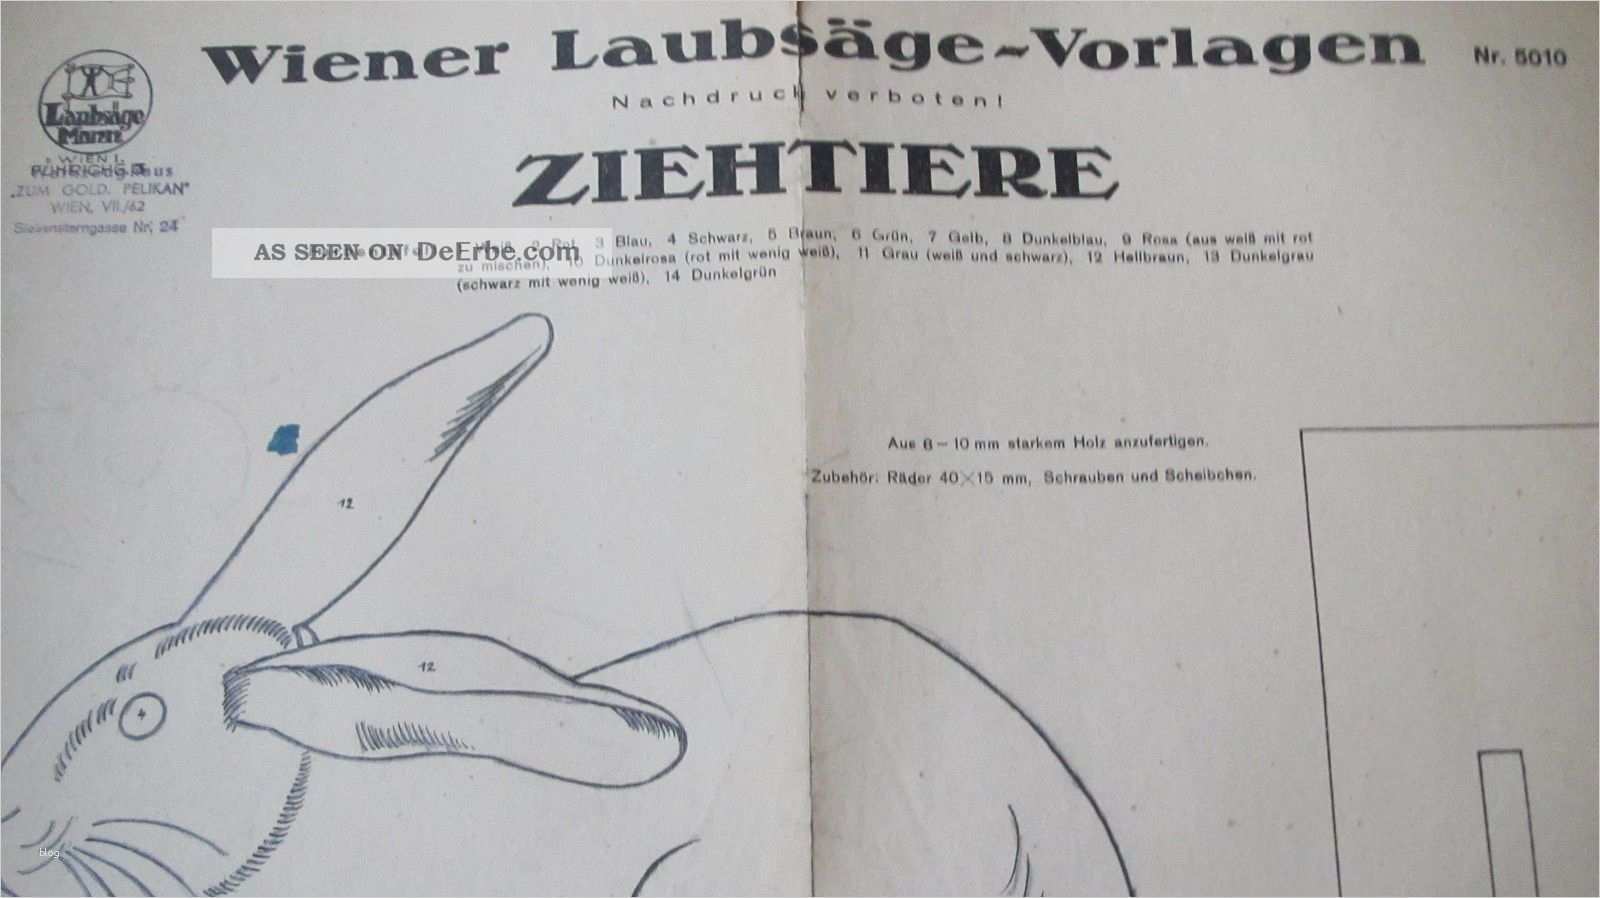 Wiener Laubsäge-Vorlagen
Nr. 5010
Nachdruck verboten!
ZIEHTIERE
Laubsäge
Mann
WIEN I.
"ZUM GOLD. PELIKAN"
WIEN, VII./62
Siebensterngasse Nr. 24
AS SEEN ON DeErbe.com
3 Blau, 4 Schwarz, 5 Braun, 6 Grün, 7 Gelb, 8 Dunkelblau, 9 Rosa (aus weiß mit rot
zu mischen), 10 Dunkelrosa (rot mit wenig weiß), 11 Grau (weiß und schwarz), 12 Hellbraun, 13 Dunkelgrau
(schwarz mit wenig weiß), 14 Dunkelgrün
Aus 8 – 10 mm starkem Holz anzufertigen.
Zubehör: Räder 40×15 mm, Schrauben und Scheibchen.
12
12
4
blog